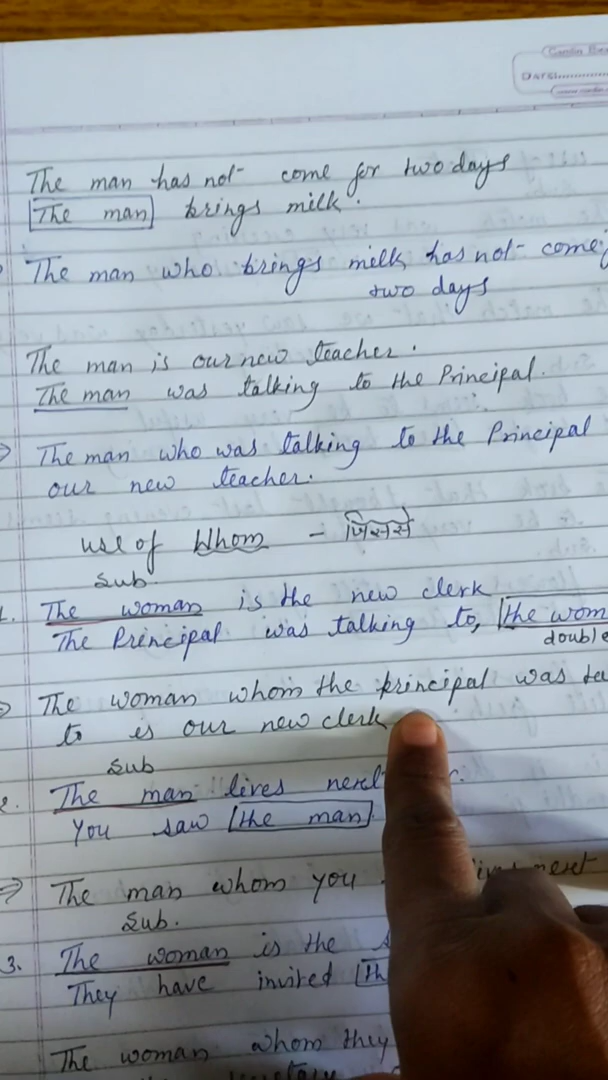 DATE:
The man has not come for two days
The man brings milk.
The man who brings milk has not come
two days
The man is our new teacher.
The man was talking to the Principal.
The man who was talking to the Principal
our new teacher.
use of Whom - जिससे
Sub
1. The woman is the new clerk
The Principal was talking to, the wom
double
The woman whom the principal was ta
to is our new clerk
Sub
2. The man lives next
You saw the man
⇒ The man whom you lives next
Sub.
3. The woman is the
They have invited th
The woman whom they